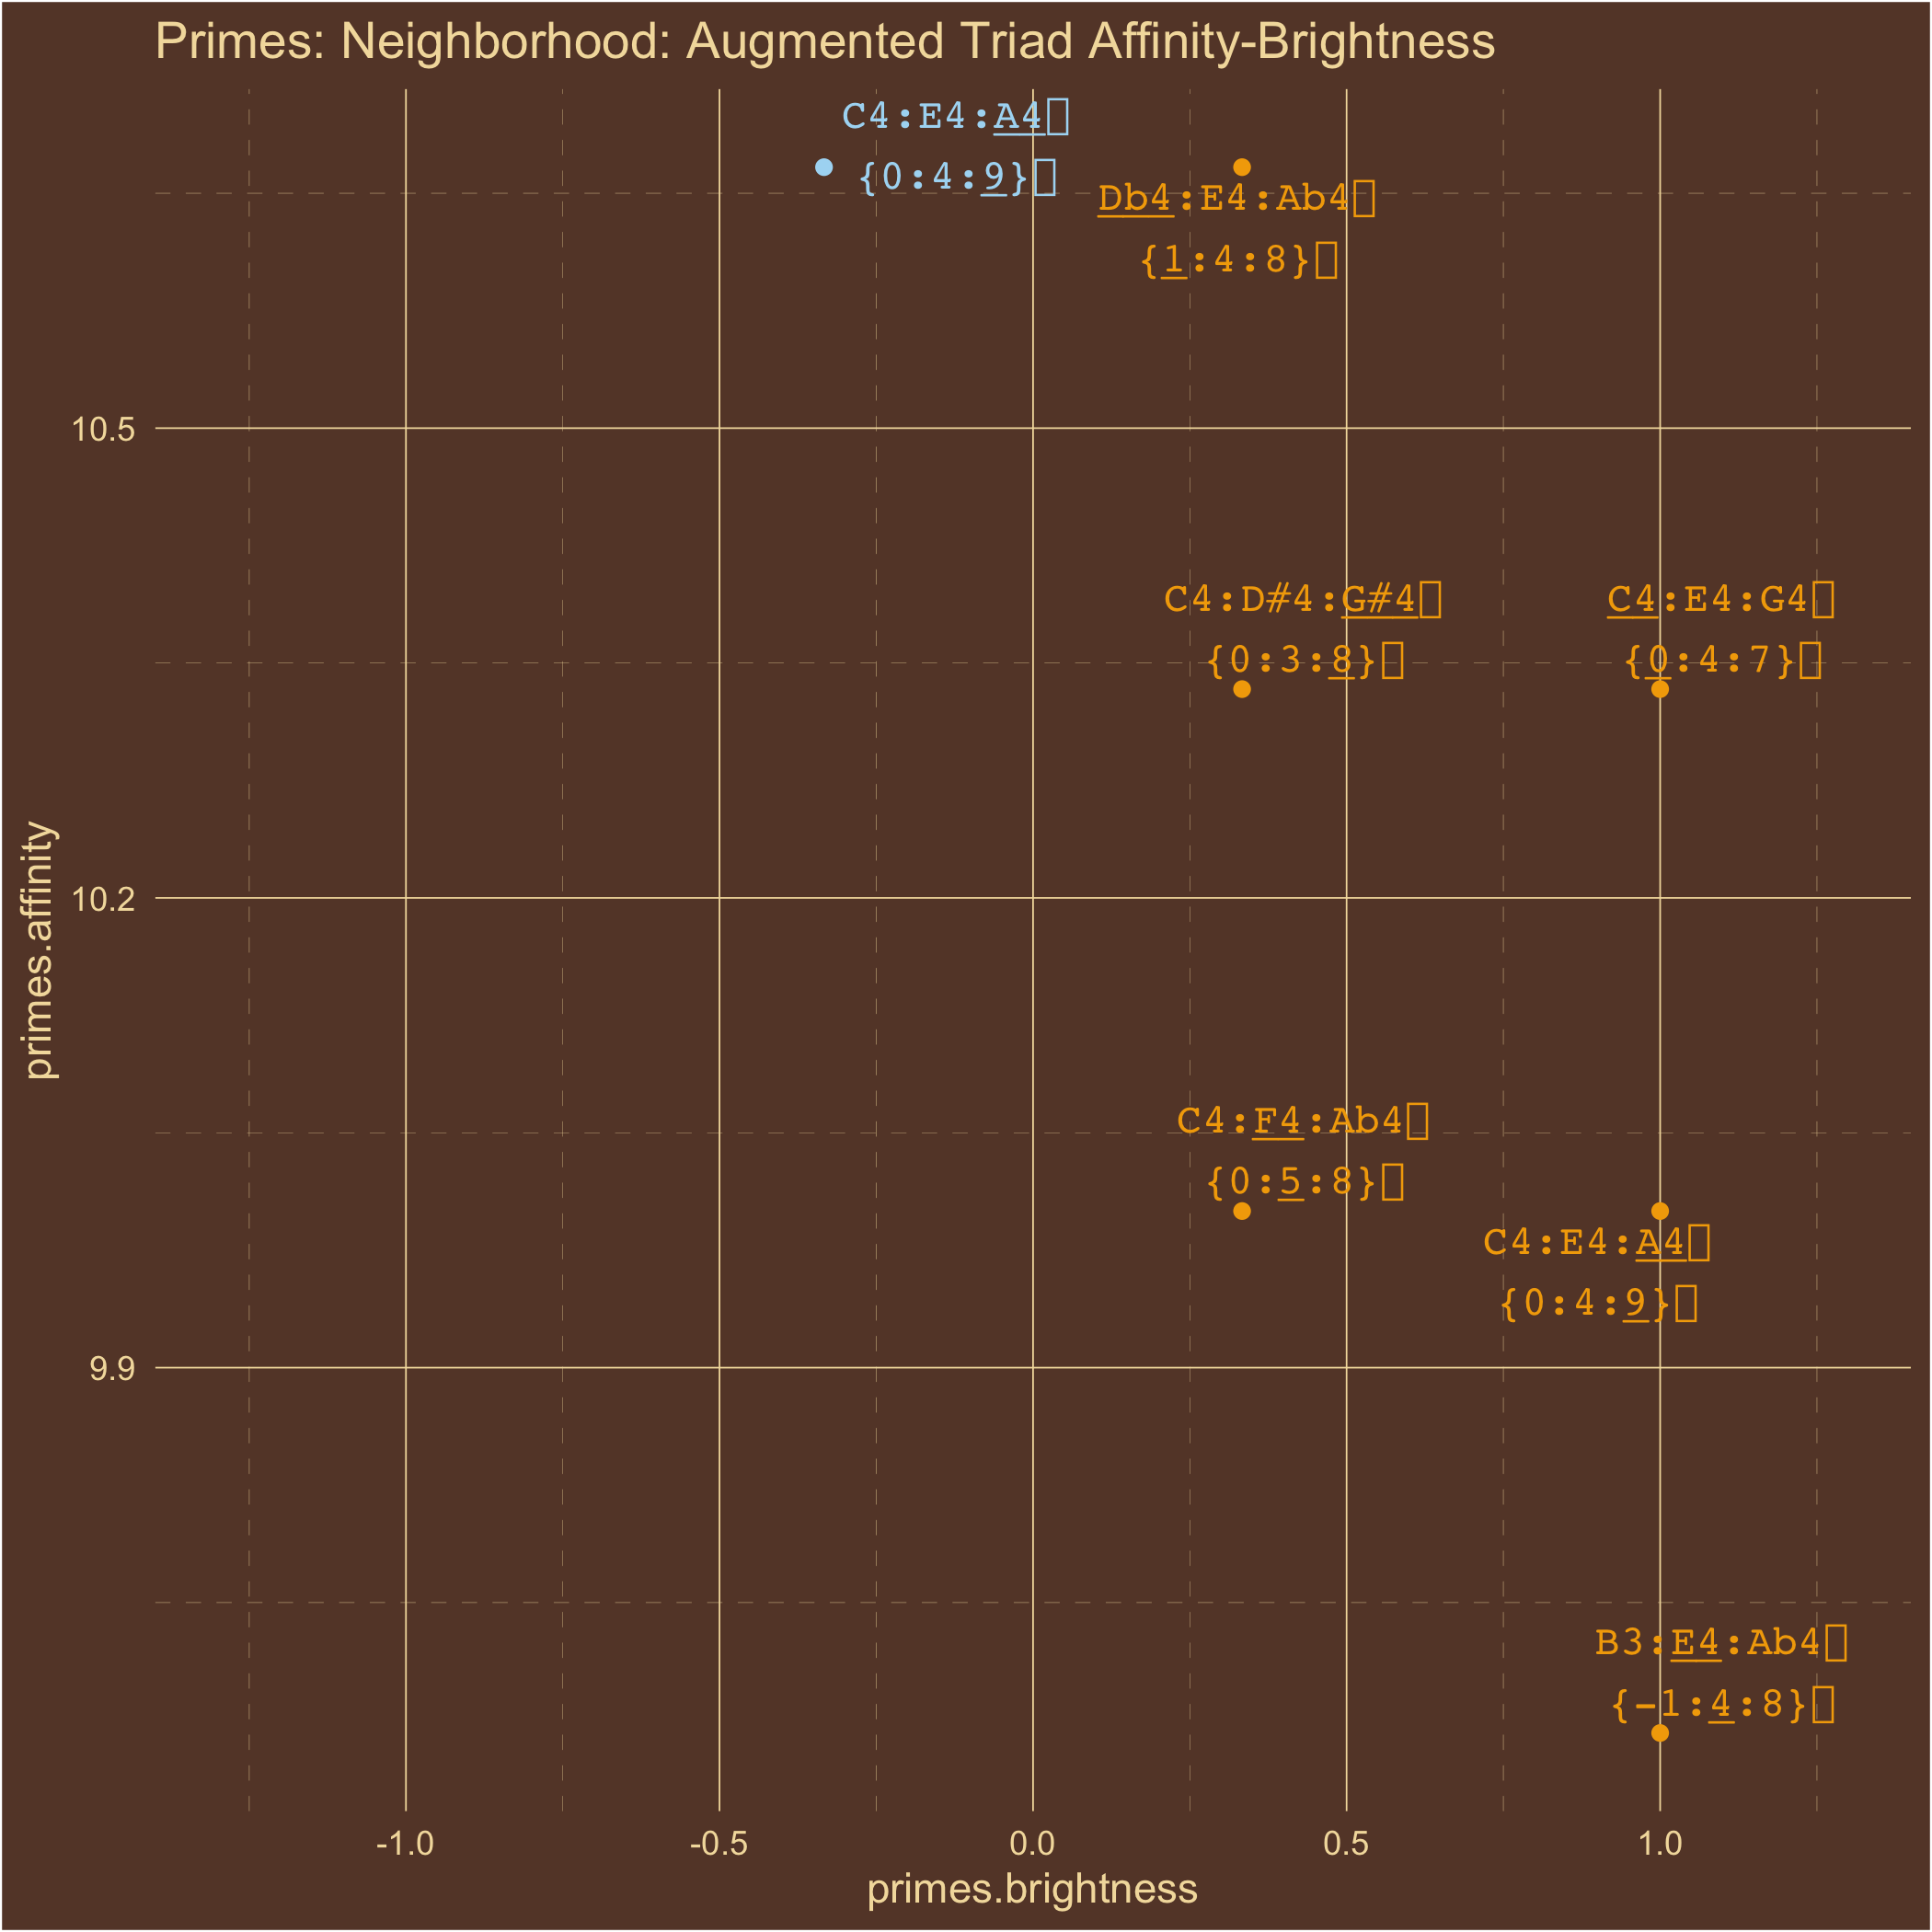 Primes: Neighborhood: Augmented Triad Affinity-Brightness
C4:E4:A4
{0:4:9}
Db4:E4:Ab4
{1:4:8}
10.5
C4:D#4:G#4
{0:3:8}
C4:E4:G4
{0:4:7}
10.2
primes.affinity
C4:F4:Ab4
{0:5:8}
C4:E4:A4
{0:4:9}
9.9
B3:E4:Ab4
{-1:4:8}
-1.0
-0.5
0.0
0.5
1.0
primes.brightness